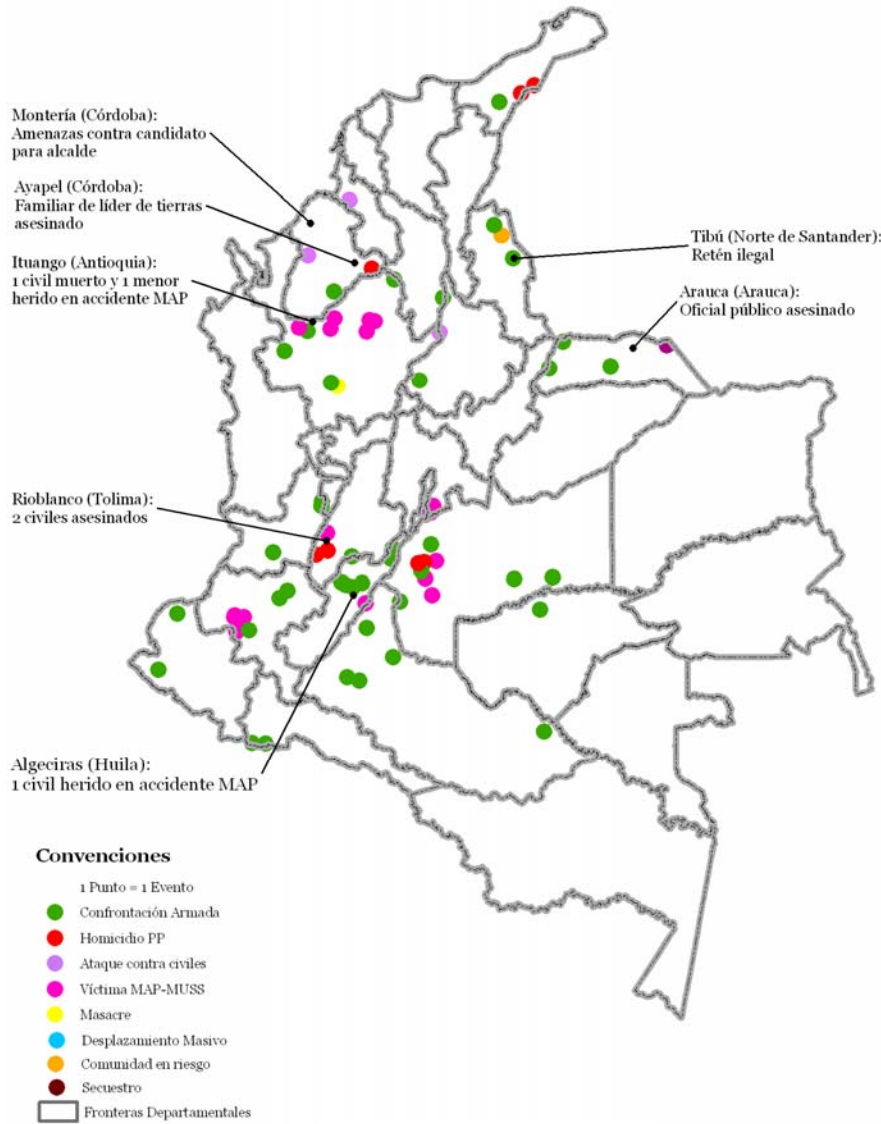 Montería (Córdoba):
Amenazas contra candidato
para alcalde
Ayapel (Córdoba):
Familiar de líder de tierras
asesinado
Ituango (Antioquia):
1 civil muerto y 1 menor
herido en accidente MAP
Tibú (Norte de Santander):
Retén ilegal
Arauca (Arauca):
Oficial público asesinado
Rioblanco (Tolima):
2 civiles asesinados
Algeciras (Huila):
1 civil herido en accidente MAP
Convenciones
1 Punto = 1 Evento
Confrontación Armada
Homicidio PP
Ataque contra civiles
Víctima MAP-MUSS
Masacre
Desplazamiento Masivo
Comunidad en riesgo
Secuestro
Fronteras Departamentales